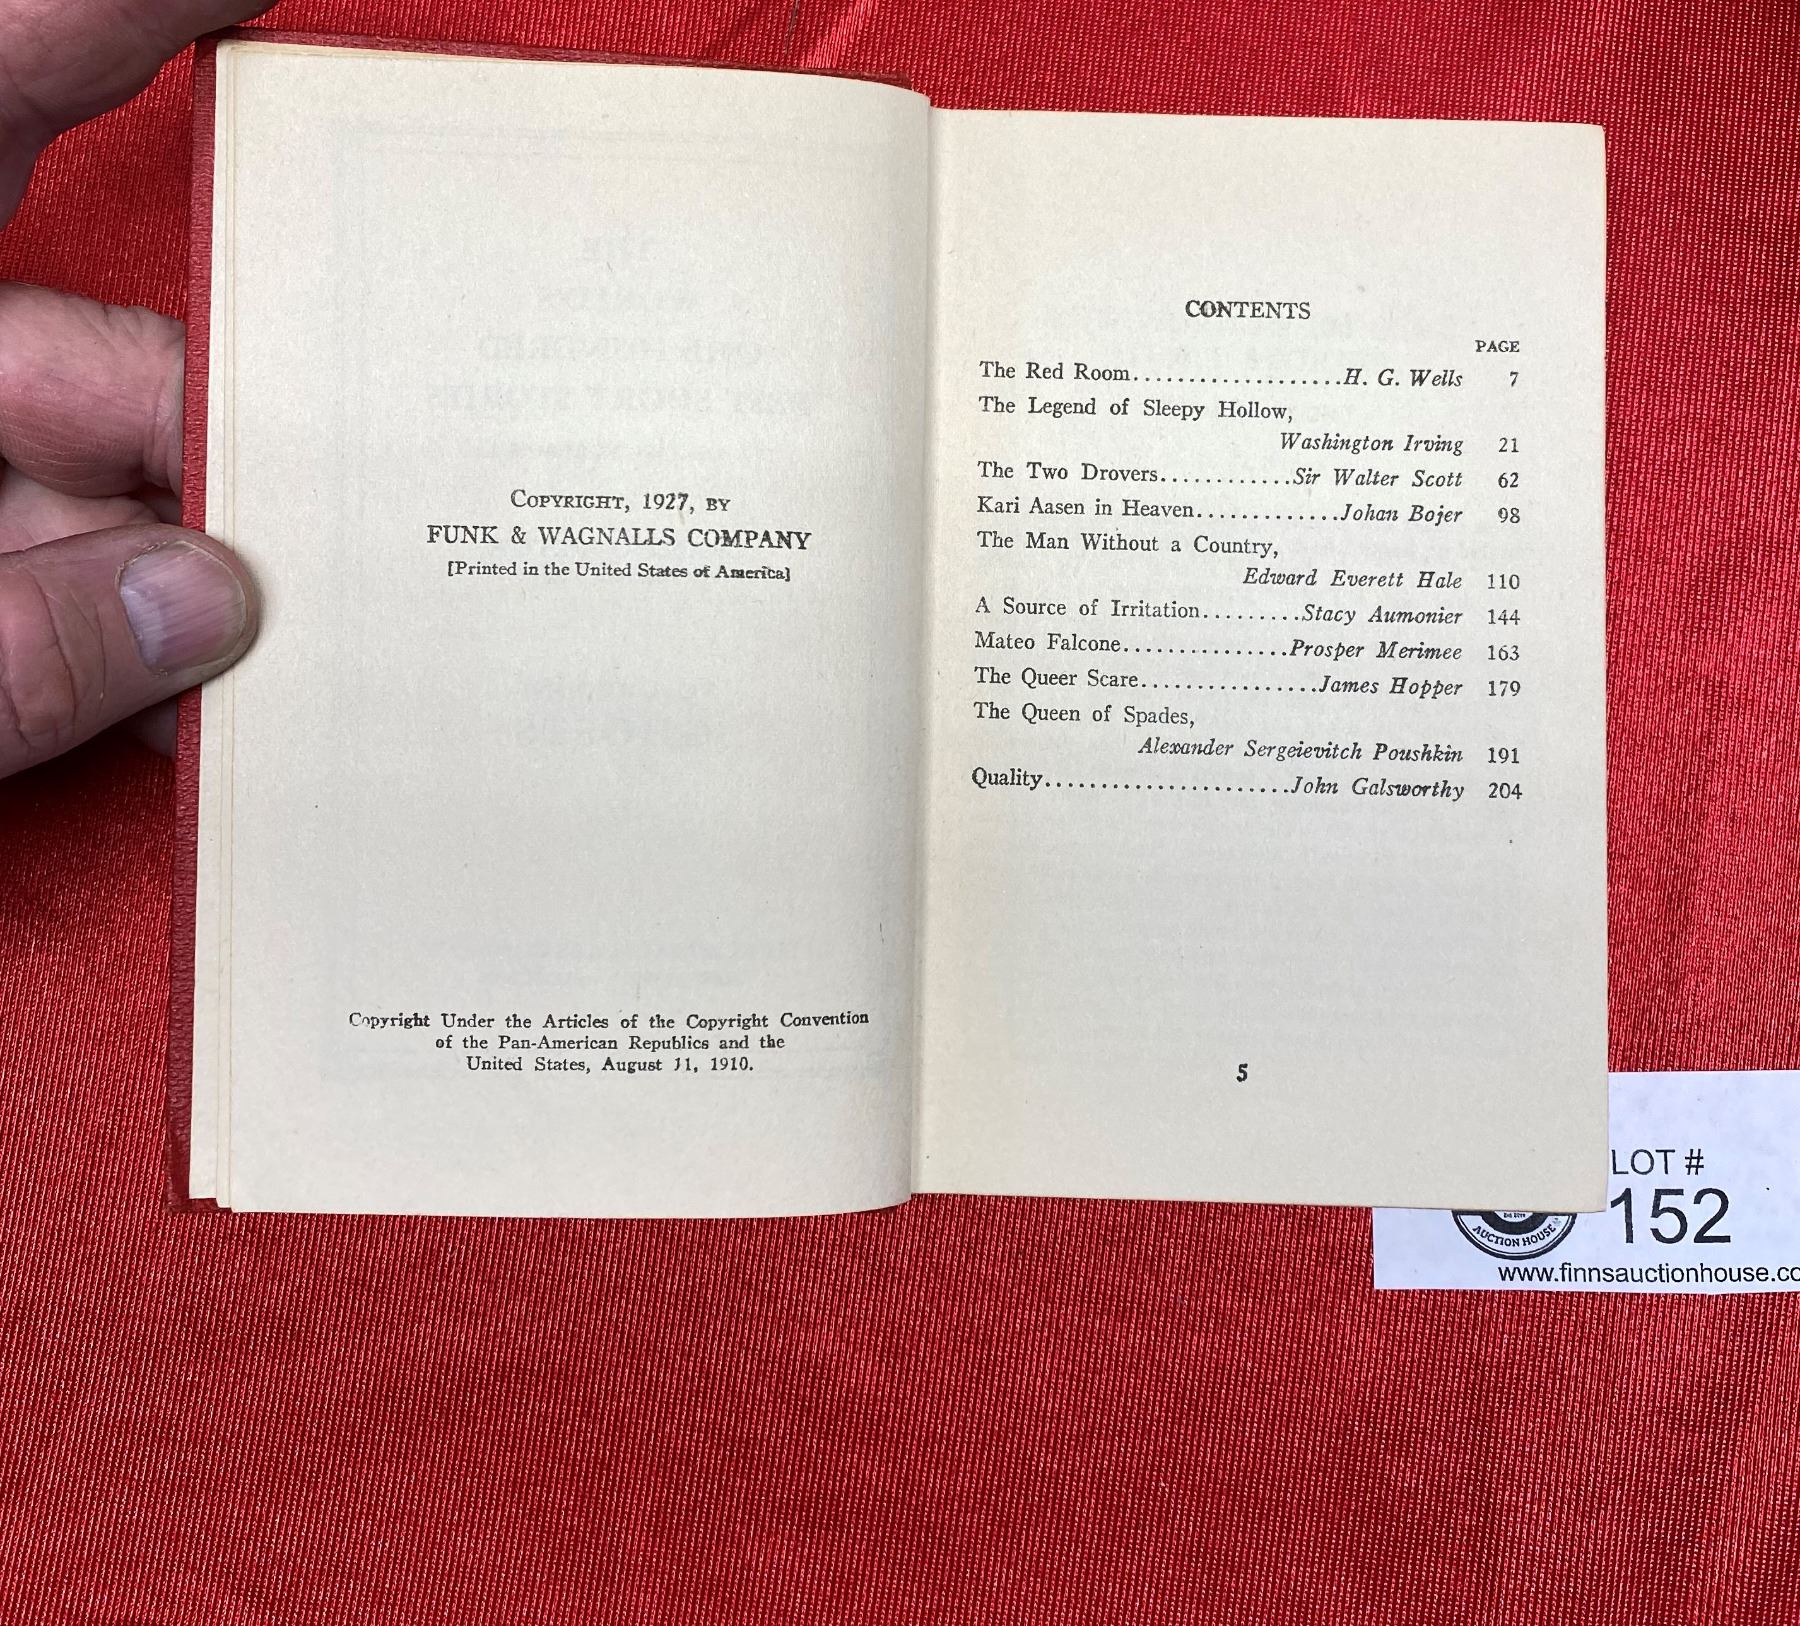 COPYRIGHT, 1927, BY
FUNK & WAGNALLS COMPANY
[Printed in the United States of America]
Copyright Under the Articles of the Copyright Convention
of the Pan-American Republics and the
United States, August 11, 1910.
CONTENTS
PAGE
The Red Room...................H. G. Wells 7
The Legend of Sleepy Hollow,
Washington Irving 21
The Two Drovers............Sir Walter Scott 62
Kari Aasen in Heaven.............Johan Bojer 98
The Man Without a Country,
Edward Everett Hale 110
A Source of Irritation.........Stacy Aumonier 144
Mateo Falcone...............Prosper Merimee 163
The Queer Scare................James Hopper 179
The Queen of Spades,
Alexander Sergeievitch Poushkin 191
Quality......................John Galsworthy 204
5
LOT #
152
AUCTION HOUSE
www.finnsauctionhouse.co